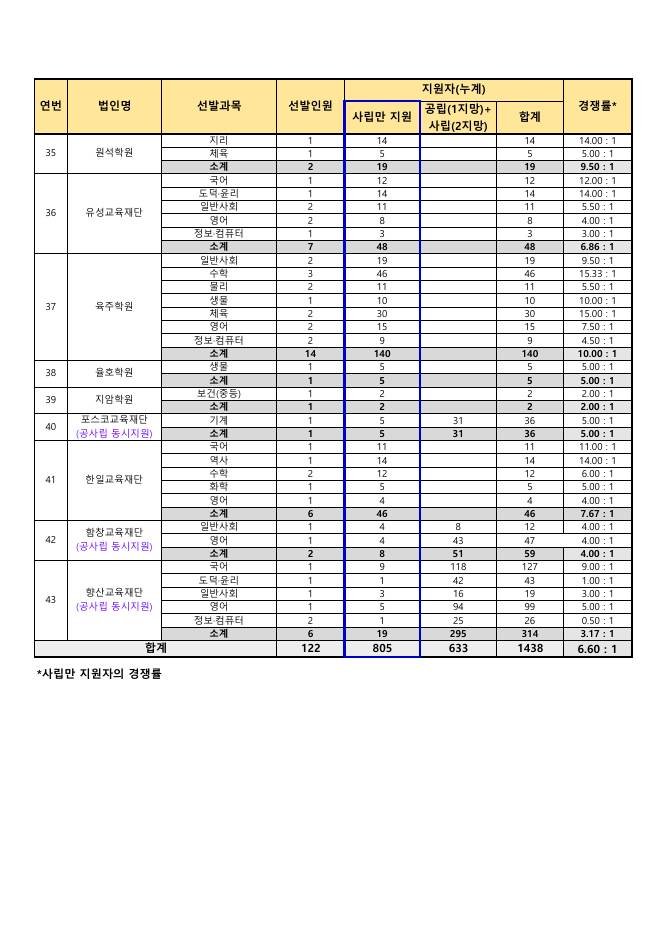 연번 법인명 선발과목 선발인원 지원자(누계) 경쟁률*
사립만 지원 공립(1지망)+ 합계
사립(2지망)
35 원석학원
지리 1 14 14 14.00 : 1
체육 1 5 5 5.00 : 1
소계 2 19 19 9.50 : 1
36 유성교육재단
국어 1 12 12 12.00 : 1
도덕·윤리 1 14 14 14.00 : 1
일반사회 2 11 11 5.50 : 1
영어 2 8 8 4.00 : 1
정보·컴퓨터 1 3 3 3.00 : 1
소계 7 48 48 6.86 : 1
37 육주학원
일반사회 2 19 19 9.50 : 1
수학 3 46 46 15.33 : 1
물리 2 11 11 5.50 : 1
생물 1 10 10 10.00 : 1
체육 2 30 30 15.00 : 1
영어 2 15 15 7.50 : 1
정보·컴퓨터 2 9 9 4.50 : 1
소계 14 140 140 10.00 : 1
38 율호학원
생물 1 5 5 5.00 : 1
소계 1 5 5 5.00 : 1
39 지암학원
보건(중등) 1 2 2 2.00 : 1
소계 1 2 2 2.00 : 1
40 포스코교육재단
(공사립 동시지원)
기계 1 5 31 36 5.00 : 1
소계 1 5 31 36 5.00 : 1
41 한일교육재단
국어 1 11 11 11.00 : 1
역사 1 14 14 14.00 : 1
수학 2 12 12 6.00 : 1
화학 1 5 5 5.00 : 1
영어 1 4 4 4.00 : 1
소계 6 46 46 7.67 : 1
42 함창교육재단
(공사립 동시지원)
일반사회 1 4 8 12 4.00 : 1
영어 1 4 43 47 4.00 : 1
소계 2 8 51 59 4.00 : 1
43 향산교육재단
(공사립 동시지원)
국어 1 9 118 127 9.00 : 1
도덕·윤리 1 1 42 43 1.00 : 1
일반사회 1 3 16 19 3.00 : 1
영어 1 5 94 99 5.00 : 1
정보·컴퓨터 2 1 25 26 0.50 : 1
소계 6 19 295 314 3.17 : 1
합계 122 805 633 1438 6.60 : 1
*사립만 지원자의 경쟁률